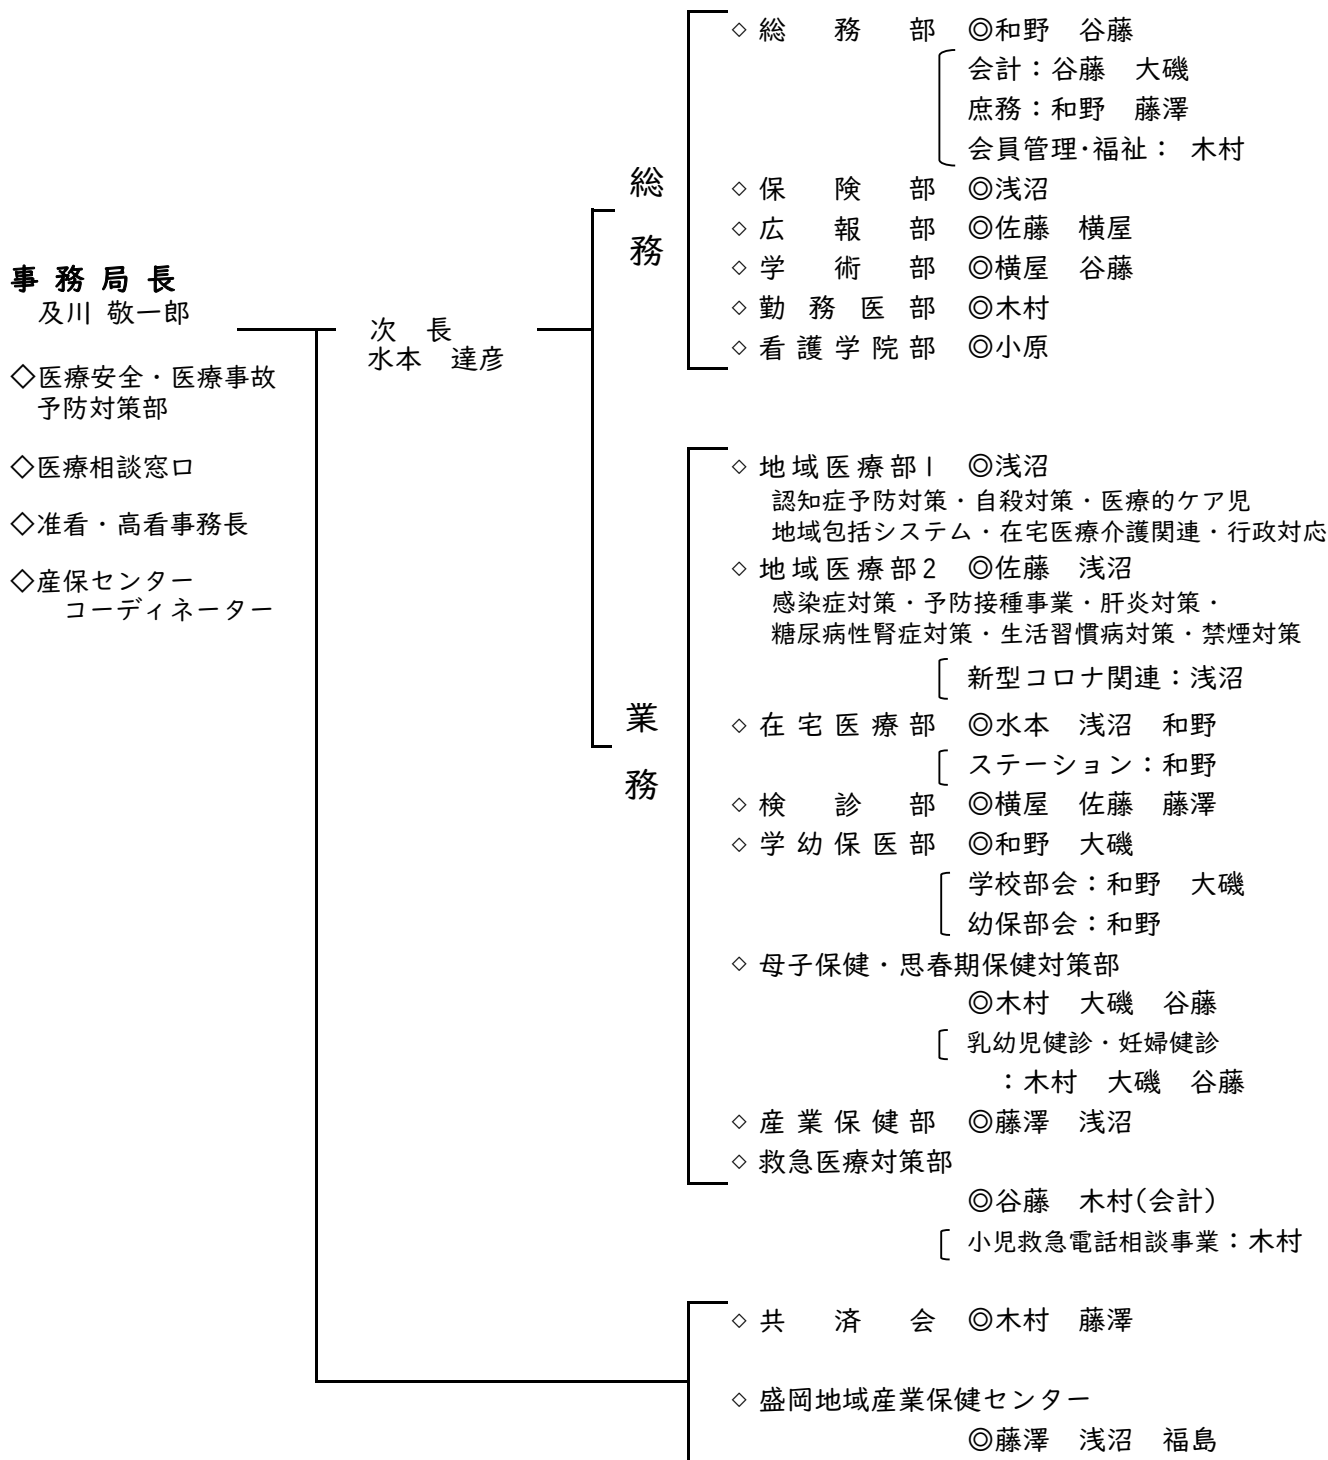 事務局長
及川 敬一郎
◇医療安全・医療事故
予防対策部
◇医療相談窓口
◇准看・高看事務長
◇産保センター
コーディネーター
次 長
水本 達彦
総務
◇ 総務部 ◎和野 谷藤
会計：谷藤 大磯
庶務：和野 藤澤
会員管理・福祉： 木村
◇ 保険部 ◎浅沼
◇ 広報部 ◎佐藤 横屋
◇ 学術部 ◎横屋 谷藤
◇ 勤務医部 ◎木村
◇ 看護学院部 ◎小原
業務
◇ 地域医療部1 ◎浅沼
認知症予防対策・自殺対策・医療的ケア児
地域包括システム・在宅医療介護関連・行政対応
◇ 地域医療部2 ◎佐藤 浅沼
感染症対策・予防接種事業・肝炎対策・
糖尿病性腎症対策・生活習慣病対策・禁煙対策
新型コロナ関連：浅沼
◇ 在宅医療部 ◎水本 浅沼 和野
ステーション：和野
◇ 検診部 ◎横屋 佐藤 藤澤
◇ 学幼保医部 ◎和野 大磯
学校部会：和野 大磯
幼保部会：和野
◇ 母子保健・思春期保健対策部
◎木村 大磯 谷藤
乳幼児健診・妊婦健診
：木村 大磯 谷藤
◇ 産業保健部 ◎藤澤 浅沼
◇ 救急医療対策部
◎谷藤 木村(会計)
小児救急電話相談事業：木村
◇ 共済会 ◎木村 藤澤
◇ 盛岡地域産業保健センター
◎藤澤 浅沼 福島